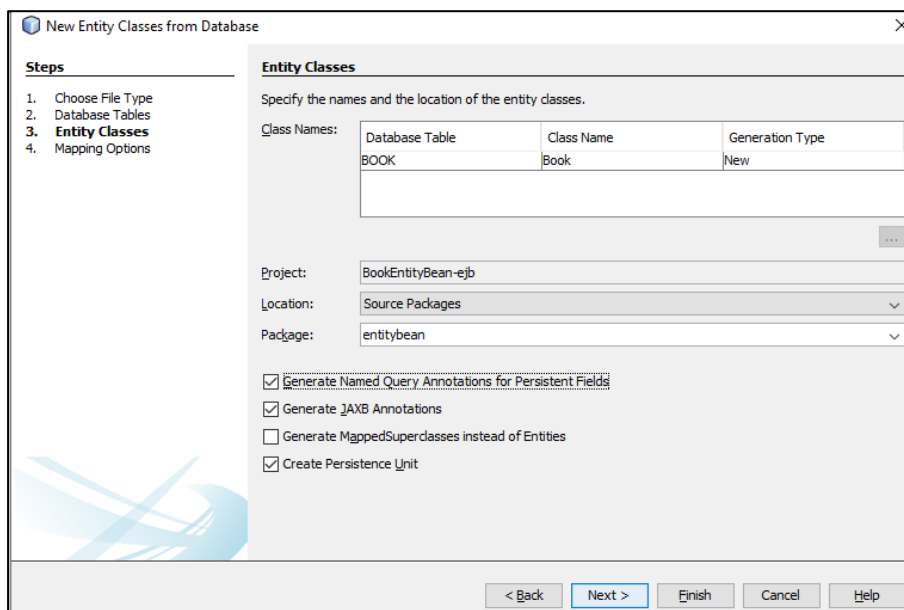 New Entity Classes from Database
Steps
1. Choose File Type
2. Database Tables
3. Entity Classes
4. Mapping Options
Entity Classes
Specify the names and the location of the entity classes.
Class Names:
Database Table Class Name Generation Type
BOOK Book New
...
Project: BookEntityBean-ejb
Location: Source Packages
Package: entitybean
Generate Named Query Annotations for Persistent Fields
Generate JAXB Annotations
Generate MappedSuperclasses instead of Entities
Create Persistence Unit
< Back Next > Finish Cancel Help